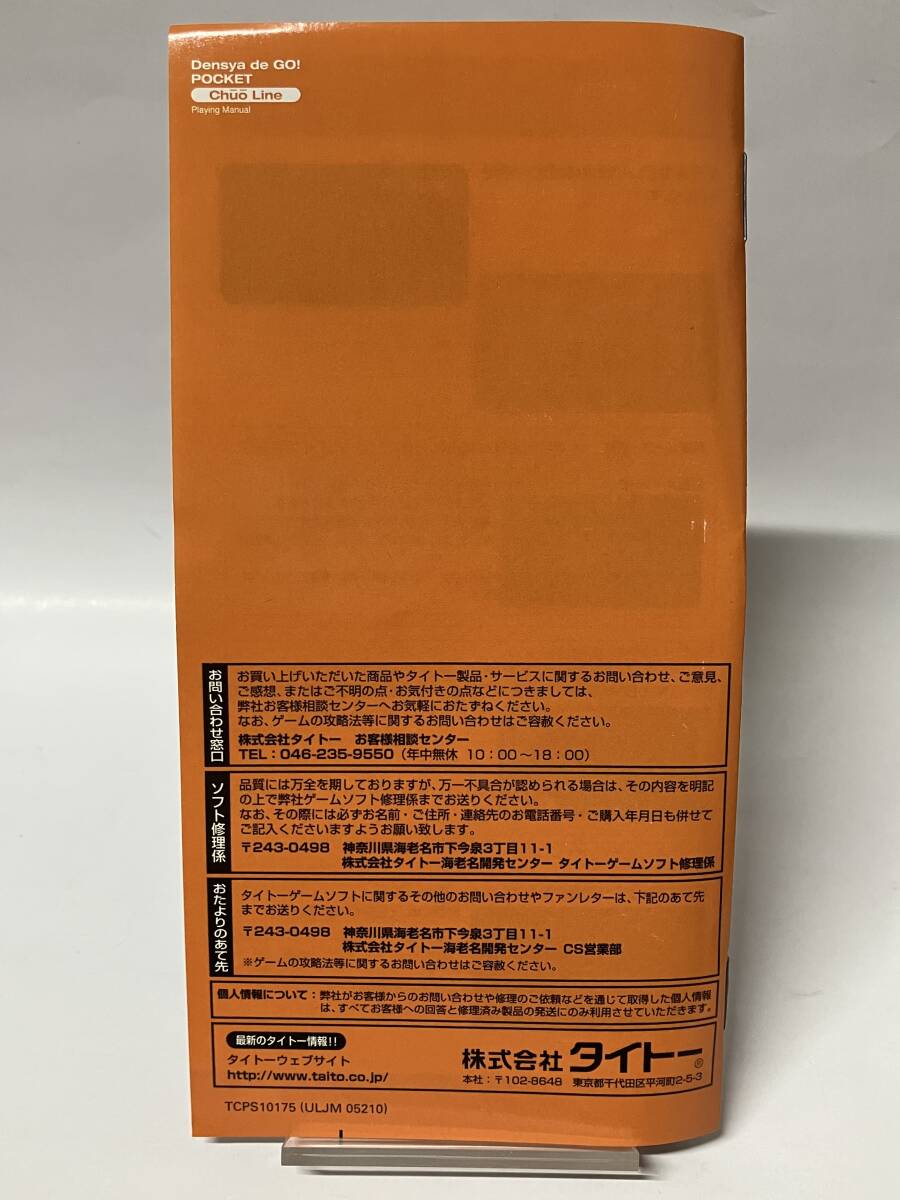 Densya de GO!
POCKET
Chūō Line
Playing Manual
お問い合わせ窓口
お買い上げいただいた商品やタイトー製品・サービスに関するお問い合わせ、ご意見、
ご感想、またはご不明の点・お気付きの点などにつきましては、
弊社お客様相談センターへお気軽におたずねください。
なお、ゲームの攻略法等に関するお問い合わせはご容赦ください。
株式会社タイトー　お客様相談センター
TEL:046-235-9550(年中無休 10:00~18:00)
ソフト修理係
品質には万全を期しておりますが、万一不具合が認められる場合は、その内容を明記
の上で弊社ゲームソフト修理係までお送りください。
なお、その際には必ずお名前・ご住所・連絡先のお電話番号・ご購入年月日も併せて
ご記入くださいますようお願い致します。
〒243-0498　神奈川県海老名市下今泉3丁目11-1
株式会社タイトー海老名開発センター タイトーゲームソフト修理係
おたよりのあて先
タイトーゲームソフトに関するその他のお問い合わせやファンレターは、下記のあて先
までお送りください。
〒243-0498　神奈川県海老名市下今泉3丁目11-1
株式会社タイトー海老名開発センター CS営業部
※ゲームの攻略法等に関するお問い合わせはご容赦ください。
個人情報について:弊社がお客様からのお問い合わせや修理のご依頼などを通じて取得した個人情報
は、すべてお客様への回答と修理済み製品の発送にのみ利用させていただきます。
最新のタイトー情報!!
タイトーウェブサイト
http://www.taito.co.jp/
株式会社 タイトー®
本社:〒102-8648　東京都千代田区平河町2-5-3
TCPS10175 (ULJM 05210)